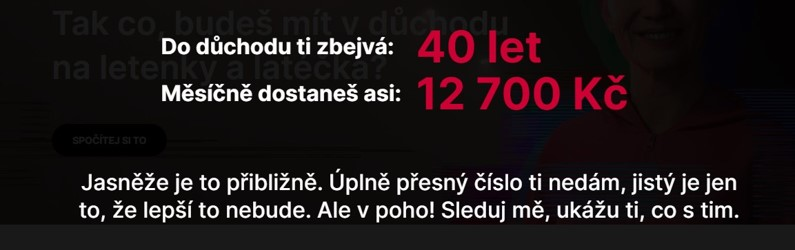 Tak co, budeš mít v důchodu
na letenky a latéčka?
Do důchodu ti zbejvá: 40 let
Měsíčně dostaneš asi: 12 700 Kč
SPOČÍTEJ SI TO
Jasněže je to přibližně. Úplně přesný číslo ti nedám, jistý je jen
to, že lepší to nebude. Ale v poho! Sleduj mě, ukážu ti, co s tim.